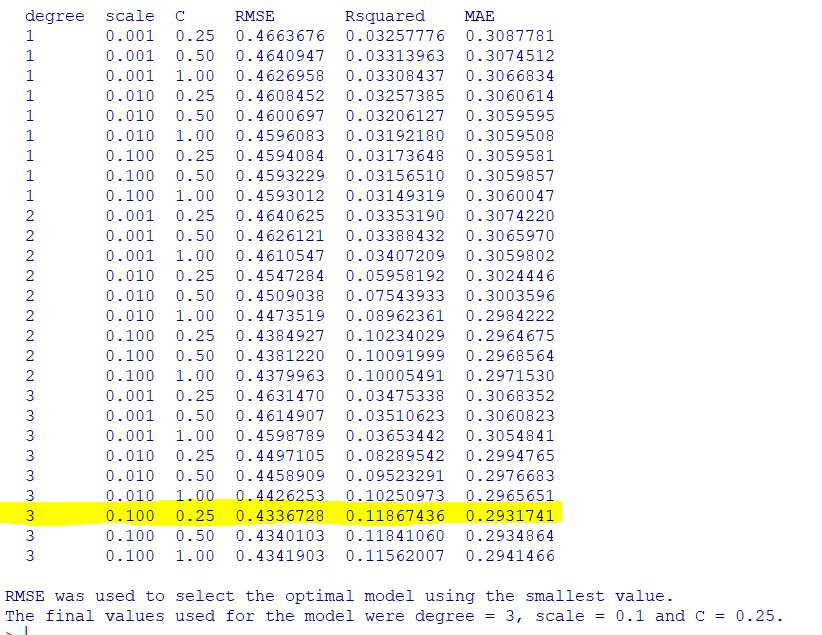 degree scale C RMSE Rsquared MAE
1 0.001 0.25 0.4663676 0.03257776 0.3087781
1 0.001 0.50 0.4640947 0.03313963 0.3074512
1 0.001 1.00 0.4626958 0.03308437 0.3066834
1 0.010 0.25 0.4608452 0.03257385 0.3060614
1 0.010 0.50 0.4600697 0.03206127 0.3059595
1 0.010 1.00 0.4596083 0.03192180 0.3059508
1 0.100 0.25 0.4594084 0.03173648 0.3059581
1 0.100 0.50 0.4593229 0.03156510 0.3059857
1 0.100 1.00 0.4593012 0.03149319 0.3060047
2 0.001 0.25 0.4640625 0.03353190 0.3074220
2 0.001 0.50 0.4626121 0.03388432 0.3065970
2 0.001 1.00 0.4610547 0.03407209 0.3059802
2 0.010 0.25 0.4547284 0.05958192 0.3024446
2 0.010 0.50 0.4509038 0.07543933 0.3003596
2 0.010 1.00 0.4473519 0.08962361 0.2984222
2 0.100 0.25 0.4384927 0.10234029 0.2964675
2 0.100 0.50 0.4381220 0.10091999 0.2968564
2 0.100 1.00 0.4379963 0.10005491 0.2971530
3 0.001 0.25 0.4631470 0.03475338 0.3068352
3 0.001 0.50 0.4614907 0.03510623 0.3060823
3 0.001 1.00 0.4598789 0.03653442 0.3054841
3 0.010 0.25 0.4497105 0.08289542 0.2994765
3 0.010 0.50 0.4458909 0.09523291 0.2976683
3 0.010 1.00 0.4426253 0.10250973 0.2965651
3 0.100 0.25 0.4336728 0.11867436 0.2931741
3 0.100 0.50 0.4340103 0.11841060 0.2934864
3 0.100 1.00 0.4341903 0.11562007 0.2941466
RMSE was used to select the optimal model using the smallest value.
The final values used for the model were degree = 3, scale = 0.1 and C = 0.25.